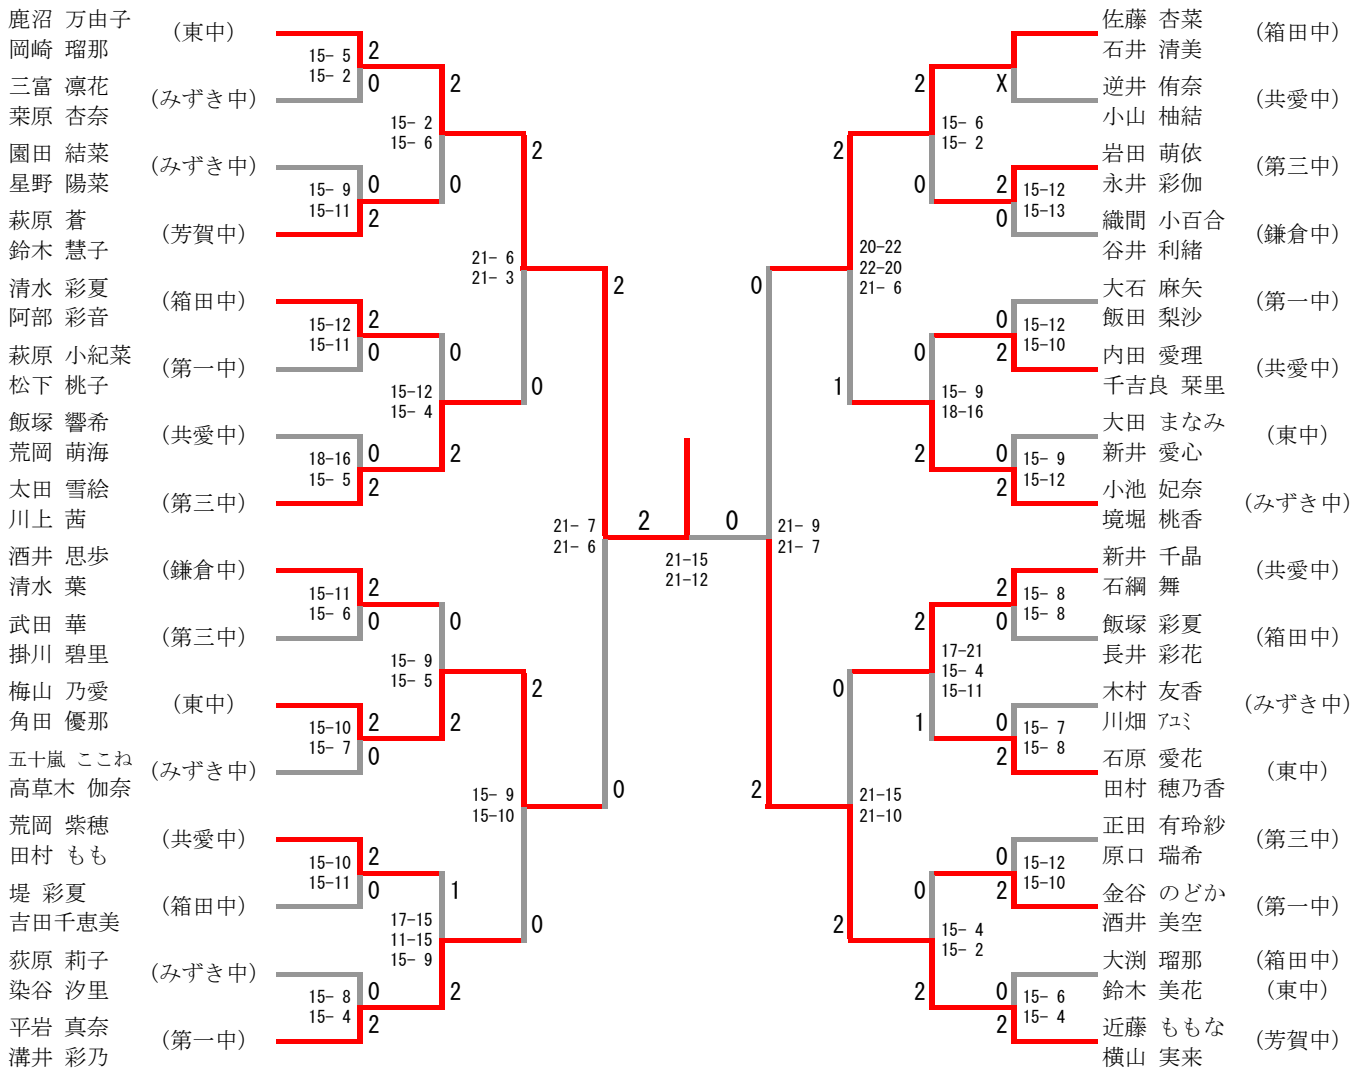 鹿沼 万由子
岡崎 瑠那
(東中)
三富 凛花
桒原 杏奈
(みずき中)
園田 結菜
星野 陽菜
(みずき中)
萩原 蒼
鈴木 慧子
(芳賀中)
清水 彩夏
阿部 彩音
(箱田中)
萩原 小紀菜
松下 桃子
(第一中)
飯塚 響希
荒岡 萌海
(共愛中)
太田 雪絵
川上 茜
(第三中)
酒井 思歩
清水 葉
(鎌倉中)
武田 華
掛川 碧里
(第三中)
梅山 乃愛
角田 優那
(東中)
五十嵐 ここね
高草木 伽奈
(みずき中)
荒岡 紫穂
田村 もも
(共愛中)
堤 彩夏
吉田千恵美
(箱田中)
荻原 莉子
染谷 汐里
(みずき中)
平岩 真奈
溝井 彩乃
(第一中)
15- 5
15- 2
2
0
15- 9
15-11
0
2
15-12
15-11
2
0
18-16
15- 5
0
2
15-11
15- 6
2
0
15-10
15- 7
2
0
15-10
15-11
2
0
15- 8
15- 4
0
2
15- 2
15- 6
2
0
15-12
15- 4
0
2
15- 9
15- 5
0
2
17-15
11-15
15- 9
1
2
21- 6
21- 3
2
0
15- 9
15-10
2
0
21- 7
21- 6
2
0
2
0
21-15
21-12
21- 9
21- 7
0
2
20-22
22-20
21- 6
2
1
21-15
21-10
0
2
15- 6
15- 2
2
0
15- 9
18-16
0
2
17-21
15- 4
15-11
2
1
15- 4
15- 2
0
2
X
15-12
15-13
2
0
15-12
15-10
0
2
15- 9
15-12
0
2
15- 8
15- 8
2
0
15- 7
15- 8
0
2
15-12
15-10
0
2
15- 6
15- 4
0
2
佐藤 杏菜
石井 清美
(箱田中)
逆井 侑奈
小山 柚結
(共愛中)
岩田 萌依
永井 彩伽
(第三中)
織間 小百合
谷井 利緒
(鎌倉中)
大石 麻矢
飯田 梨沙
(第一中)
内田 愛理
千吉良 栞里
(共愛中)
大田 まなみ
新井 愛心
(東中)
小池 妃奈
境堀 桃香
(みずき中)
新井 千晶
石綱 舞
(共愛中)
飯塚 彩夏
長井 彩花
(箱田中)
木村 友香
川畑 アユミ
(みずき中)
石原 愛花
田村 穂乃香
(東中)
正田 有玲紗
原口 瑞希
(第三中)
金谷 のどか
酒井 美空
(第一中)
大渕 瑠那 (箱田中)
鈴木 美花 (東中)
近藤 ももな
横山 実来
(芳賀中)